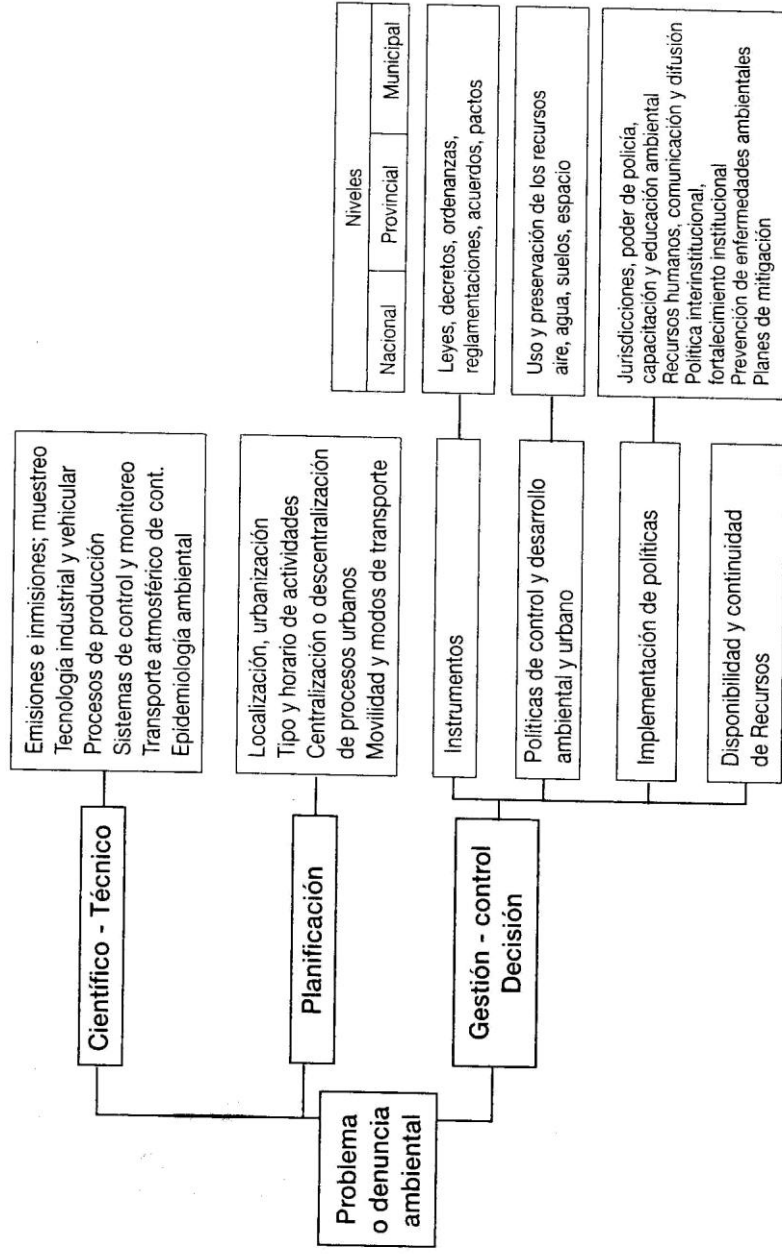 Problema
o denuncia
ambiental
Científico - Técnico
Emisiones e inmisiones; muestreo
Tecnología industrial y vehicular
Procesos de producción
Sistemas de control y monitoreo
Transporte atmosférico de cont.
Epidemiología ambiental
Planificación
Localización, urbanización
Tipo y horario de actividades
Centralización o descentralización
de procesos urbanos
Movilidad y modos de transporte
Gestión - control
Decisión
Niveles
Nacional
Provincial
Municipal
Instrumentos
Leyes, decretos, ordenanzas,
reglamentaciones, acuerdos, pactos
Políticas de control y desarrollo
ambiental y urbano
Uso y preservación de los recursos
aire, agua, suelos, espacio
Implementación de políticas
Jurisdicciones, poder de policía,
capacitación y educación ambiental
Recursos humanos, comunicación y difusión
Política interinstitucional,
fortalecimiento institucional
Prevención de enfermedades ambientales
Planes de mitigación
Disponibilidad y continuidad
de Recursos